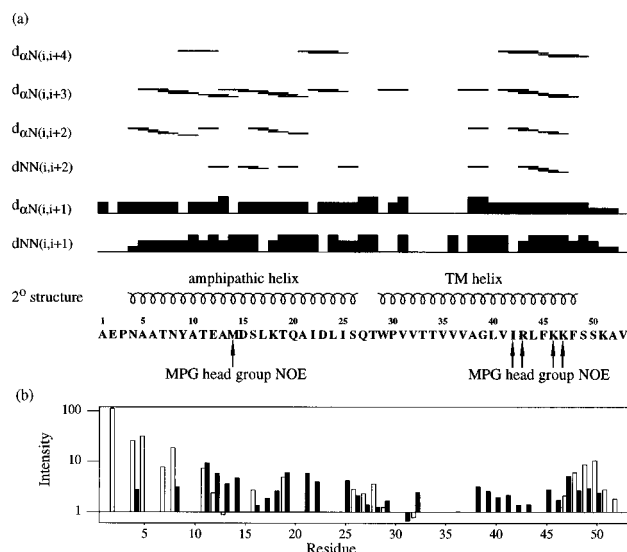 (a)
dαN(i,i+4)
dαN(i,i+3)
dαN(i,i+2)
dNN(i,i+2)
dαN(i,i+1)
dNN(i,i+1)
amphipathic helix TM helix
2° structure
1 5 10 15 20 25 30 35 40 45 50
AEPNAATNYATEAMDSLKTQAIDLISQTWPVVTTVVVAGLVIRLFKKFSSKAV
MPG head group NOE MPG head group NOE
(b)
100
10
1
Intensity
5 10 15 20 25 30 35 40 45 50
Residue